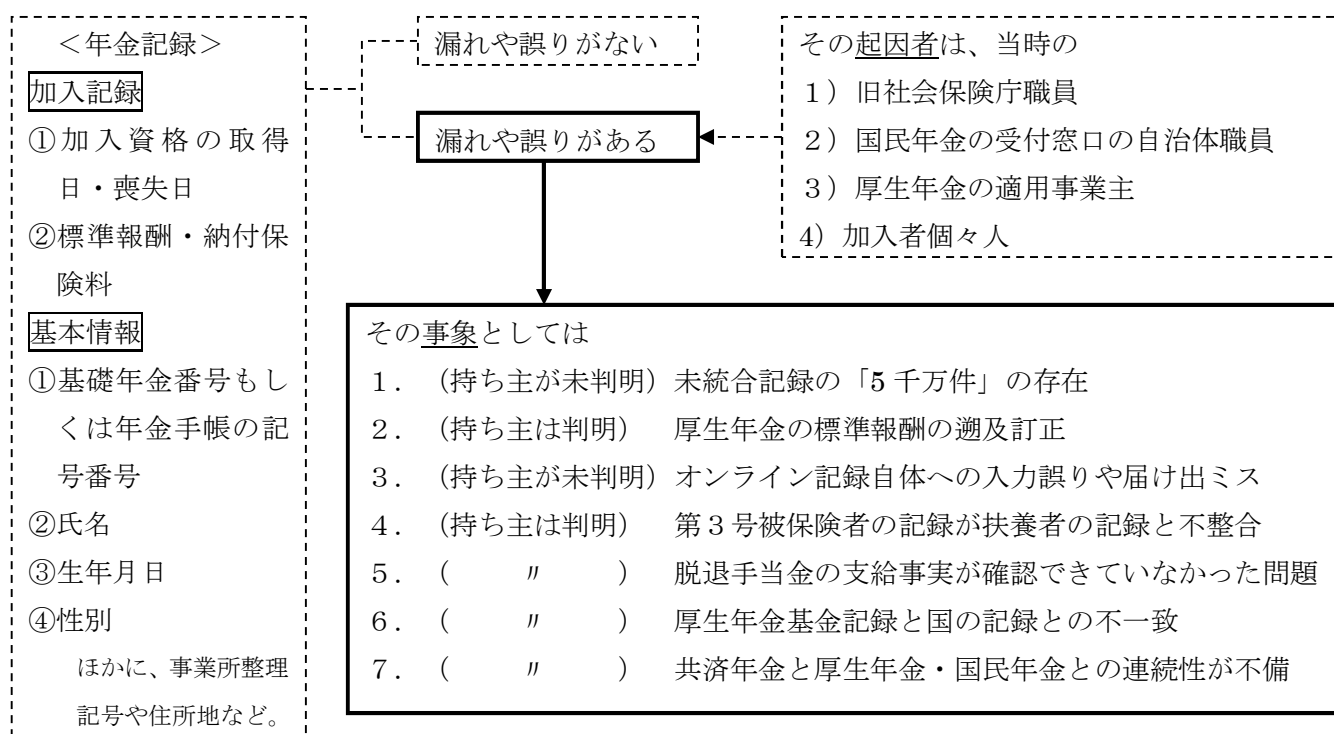 ＜年金記録＞
加入記録
①加入資格の取得
日・喪失日
②標準報酬・納付保
険料
基本情報
①基礎年金番号もし
くは年金手帳の記
号番号
②氏名
③生年月日
④性別
ほかに、事業所整理
記号や住所地など。
漏れや誤りがない
漏れや誤りがある
その起因者は、当時の
１）旧社会保険庁職員
２）国民年金の受付窓口の自治体職員
３）厚生年金の適用事業主
4）加入者個々人
その事象としては
１．（持ち主が未判明）未統合記録の「5 千万件」の存在
２．（持ち主は判明）　厚生年金の標準報酬の遡及訂正
３．（持ち主が未判明）オンライン記録自体への入力誤りや届け出ミス
４．（持ち主は判明）　第３号被保険者の記録が扶養者の記録と不整合
５．（　　〃　　）　脱退手当金の支給事実が確認できていなかった問題
６．（　　〃　　）　厚生年金基金記録と国の記録との不一致
７．（　　〃　　）　共済年金と厚生年金・国民年金との連続性が不備